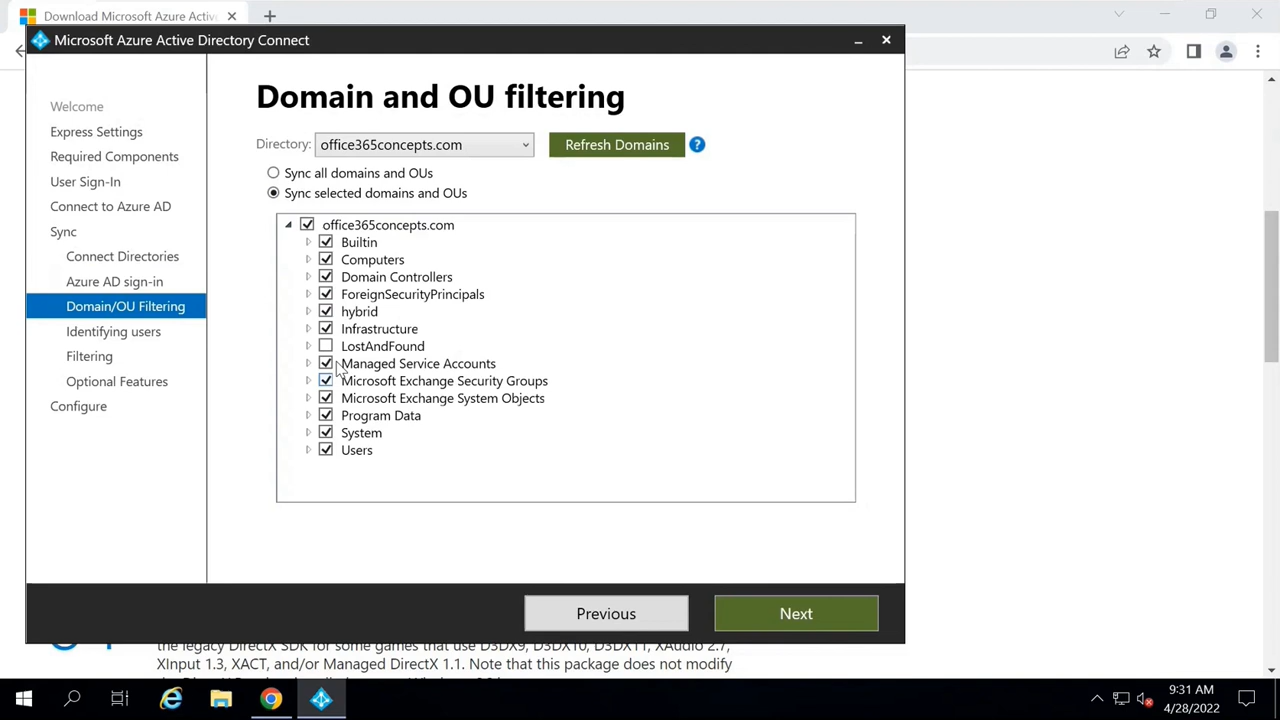 Download Microsoft Azure Active
Microsoft Azure Active Directory Connect
Welcome
Express Settings
Required Components
User Sign-In
Connect to Azure AD
Sync
Connect Directories
Azure AD sign-in
Domain/OU Filtering
Identifying users
Filtering
Optional Features
Configure
Domain and OU filtering
Directory: office365concepts.com Refresh Domains ?
Sync all domains and OUs
Sync selected domains and OUs
office365concepts.com
Builtin
Computers
Domain Controllers
ForeignSecurityPrincipals
hybrid
Infrastructure
LostAndFound
Managed Service Accounts
Microsoft Exchange Security Groups
Microsoft Exchange System Objects
Program Data
System
Users
Previous Next
the legacy DirectX SDK for some games that use D3DX9, D3DX10, D3DX11, XAudio 2.7,
XInput 1.3, XACT, and/or Managed DirectX 1.1. Note that this package does not modify
9:31 AM
4/28/2022